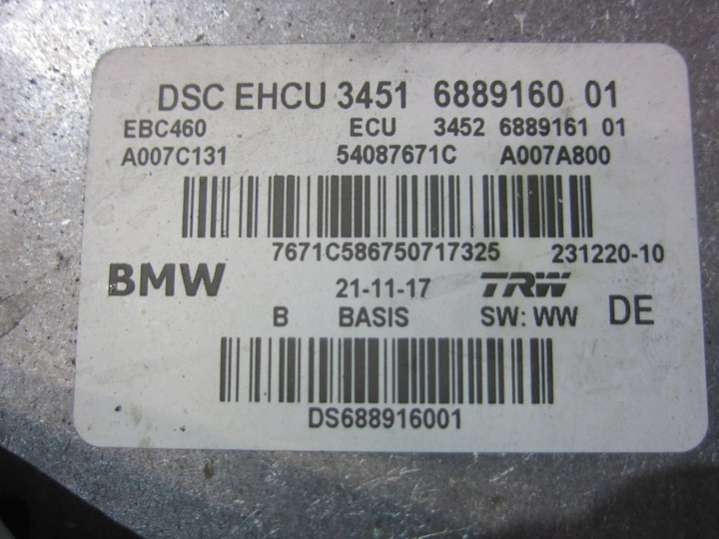 DSC EHCU 3451 6889160 01
EBC460 ECU 3452 6889161 01
A007C131 54087671C A007A800
7671C586750717325 231220-10
BMW 21-11-17 TRW
B BASIS SW: WW DE
DS688916001